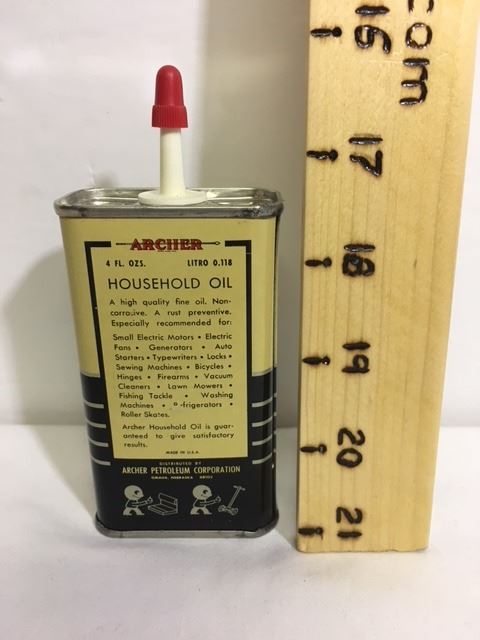 ARCHER
4 FL. OZS. LITRO 0.118
HOUSEHOLD OIL
A high quality fine oil. Non-
corrosive. A rust preventive.
Especially recommended for:
Small Electric Motors • Electric
Fans • Generators • Auto
Starters • Typewriters • Locks •
Sewing Machines • Bicycles •
Hinges • Firearms • Vacuum
Cleaners • Lawn Mowers •
Fishing Tackle • Washing
Machines • Refrigerators •
Roller Skates.
Archer Household Oil is guar-
anteed to give satisfactory
results.
MADE IN U.S.A.
DISTRIBUTED BY
ARCHER PETROLEUM CORPORATION
OMAHA, NEBRASKA
com
16
17
18
19
20
21